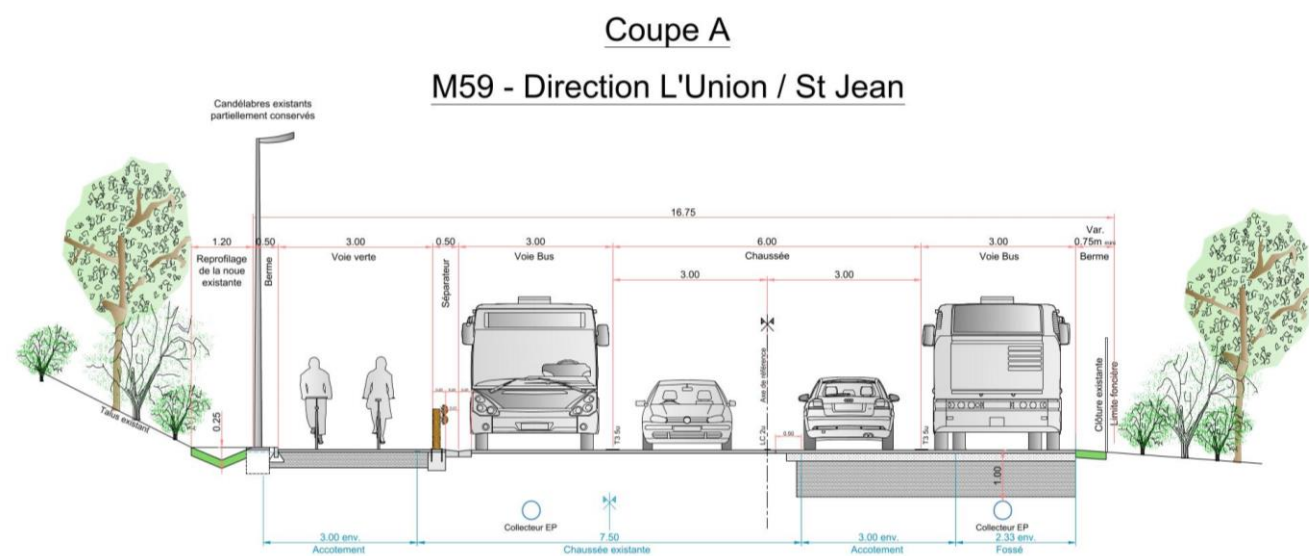 Coupe A
M59 - Direction L'Union / St Jean
Candélabres existants
partiellement conservés
16.75
1.20
0.50
3.00
0.50
3.00
6.00
3.00
Var.
0,75m
Reprofilage
de la noue
existante
Berme
Voie verte
Séparateur
Voie Bus
Chaussée
Voie Bus
Berme
3.00
3.00
Axe de référence
Clôture existante
Limite foncière
Talus existant
0.25
T3.5u
LC 2u
0.50
T3 5u
1.00
Collecteur EP
Collecteur EP
3.00 env.
7.50
3.00 env.
2.33 env.
Accotement
Chaussée existante
Accotement
Fossé